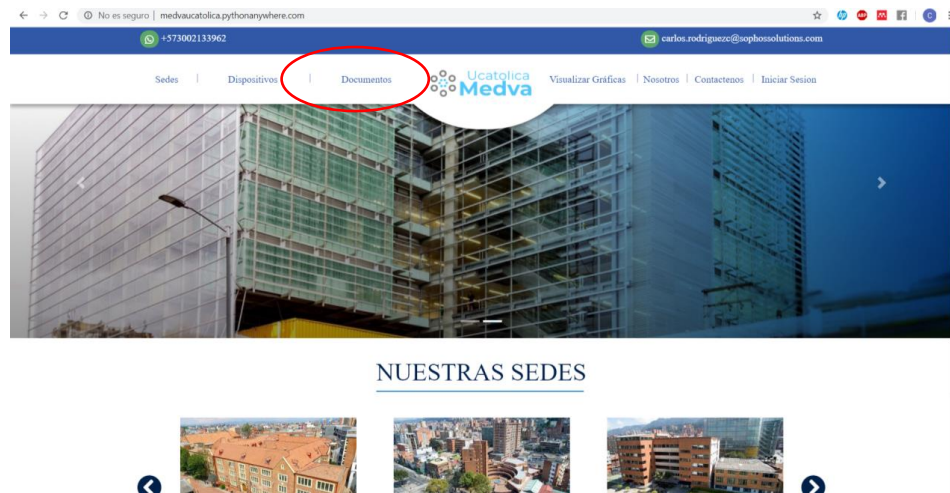 No es seguro | medvaucatolica.pythonanywhere.com
+573002133962
carlos.rodriguezc@sophossolutions.com
Sedes | Dispositivos | Documentos
Ucatolica
Medva
Visualizar Gráficas | Nosotros | Contactenos | Iniciar Sesion
NUESTRAS SEDES